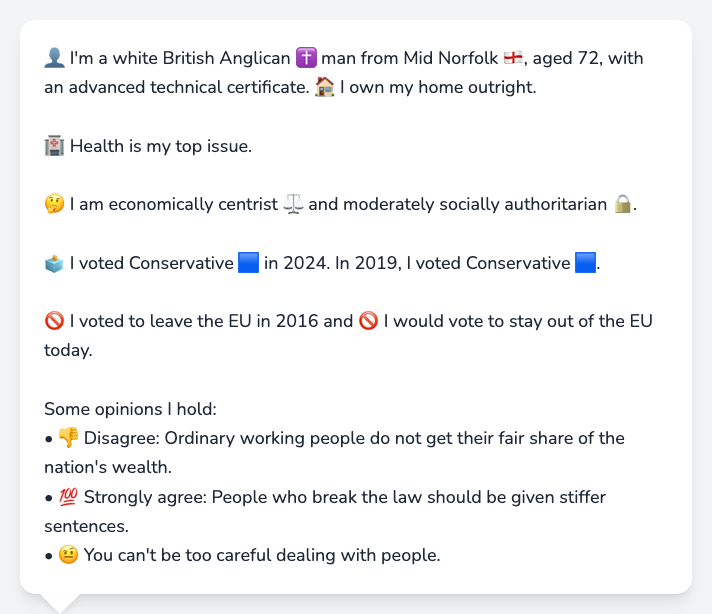 👤 I'm a white British Anglican ✝️ man from Mid Norfolk 🏴󠁧󠁢󠁥󠁮󠁧󠁿, aged 72, with
an advanced technical certificate. 🏠 I own my home outright.
🏥 Health is my top issue.
🤔 I am economically centrist ⚖️ and moderately socially authoritarian 🔒.
🗳️ I voted Conservative 🟦 in 2024. In 2019, I voted Conservative 🟦.
🚫 I voted to leave the EU in 2016 and 🚫 I would vote to stay out of the EU
today.
Some opinions I hold:
• 👎 Disagree: Ordinary working people do not get their fair share of the
nation's wealth.
• 💯 Strongly agree: People who break the law should be given stiffer
sentences.
• 🤨 You can't be too careful dealing with people.